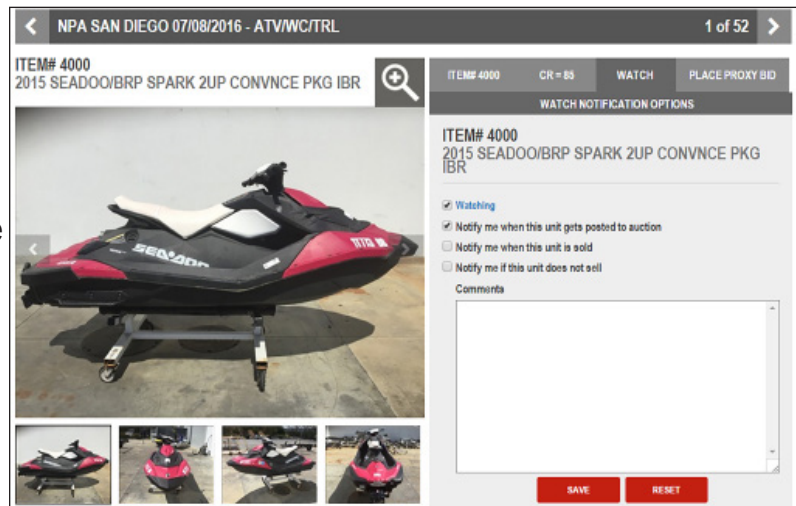 NPA SAN DIEGO 07/08/2016 - ATV/WC/TRL
1 of 52
ITEM# 4000
2015 SEADOO/BRP SPARK 2UP CONVNCE PKG IBR
ITEM# 4000
CR = 85
WATCH
PLACE PROXY BID
WATCH NOTIFICATION OPTIONS
ITEM# 4000
2015 SEADOO/BRP SPARK 2UP CONVNCE PKG
IBR
Watching
Notify me when this unit gets posted to auction
Notify me when this unit is sold
Notify me if this unit does not sell
Comments
SEADOO
SAVE
RESET